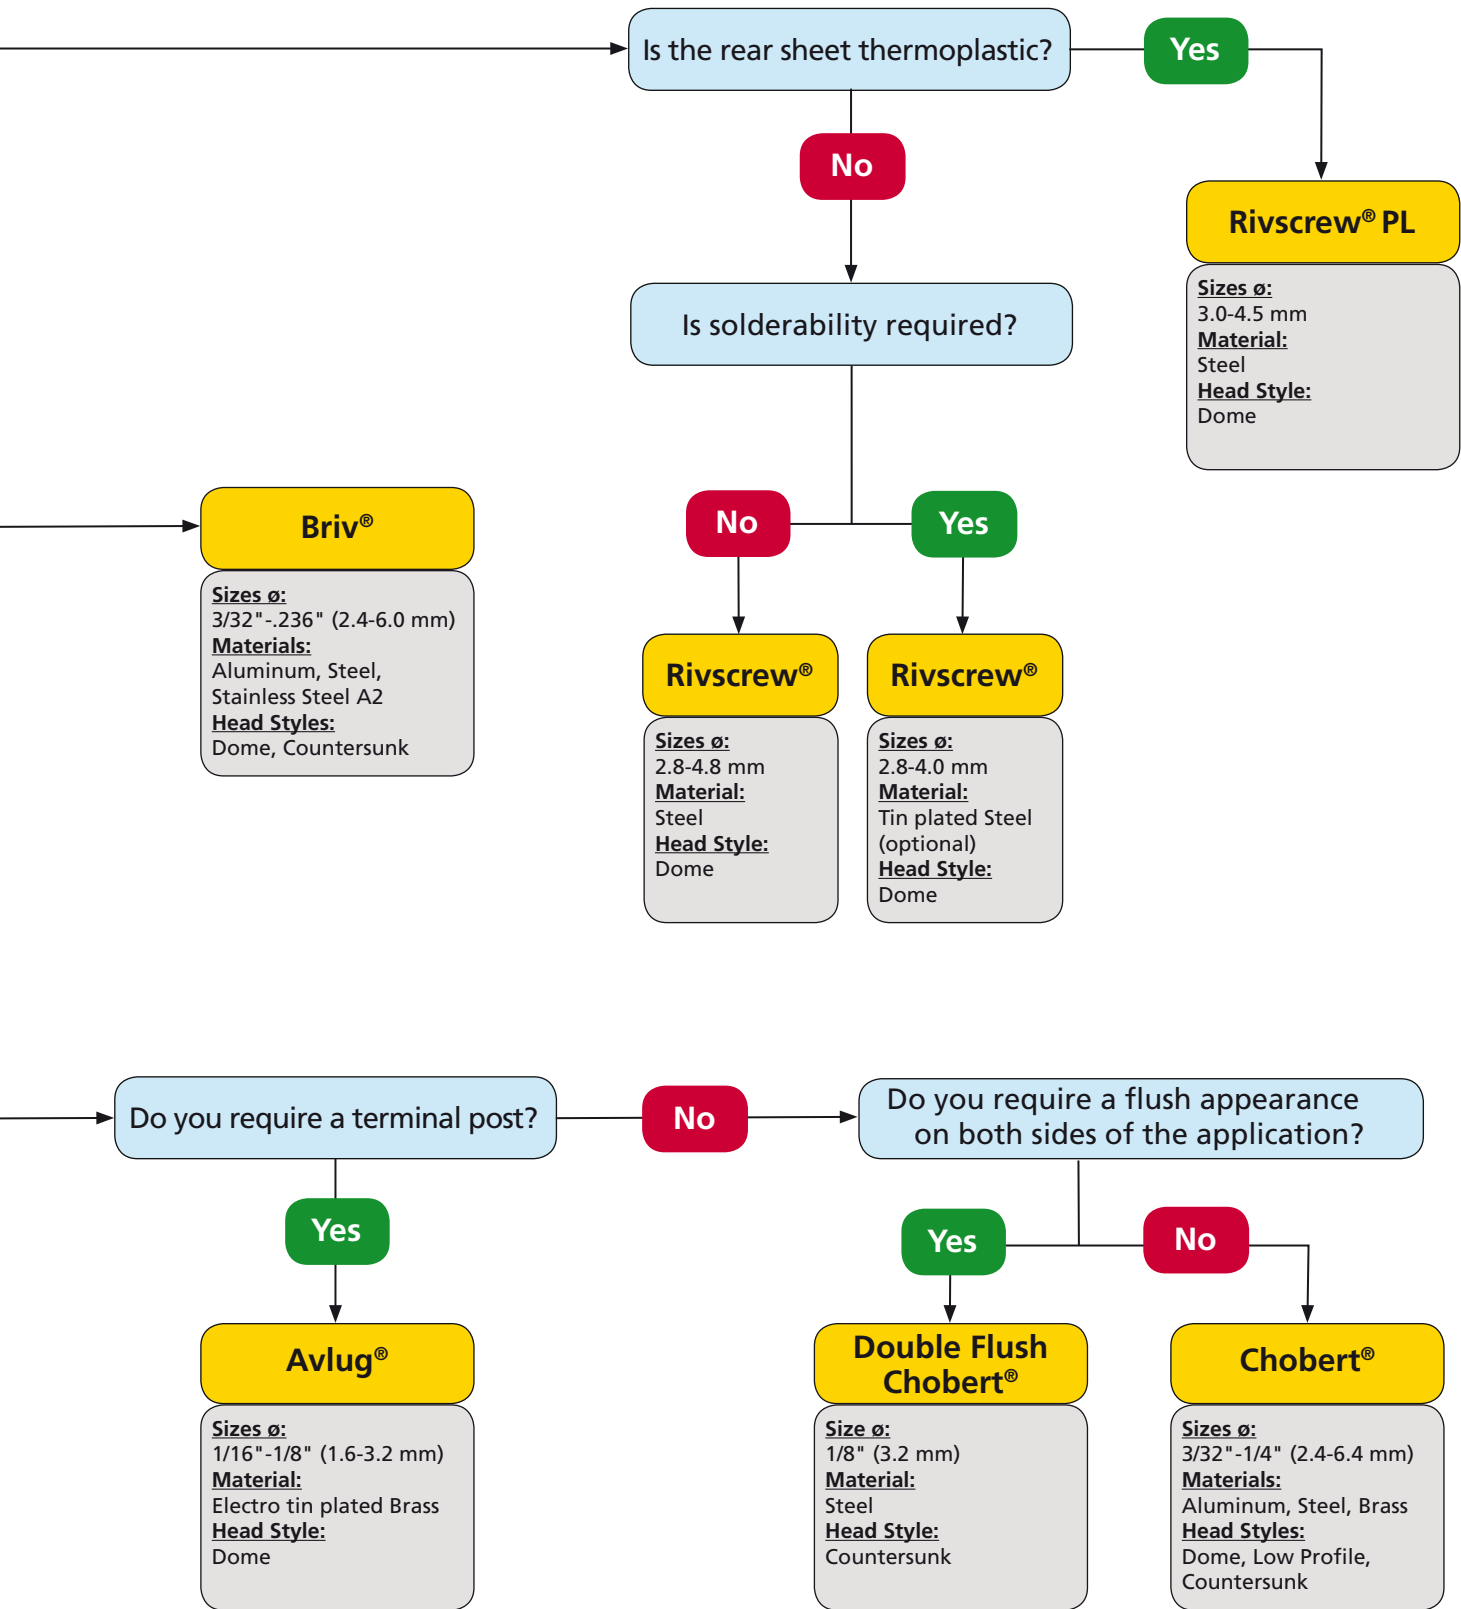 Is the rear sheet thermoplastic?
Yes
No
Rivscrew® PL
Sizes ø:
3.0-4.5 mm
Material:
Steel
Head Style:
Dome
Is solderability required?
No
Yes
Briv®
Sizes ø:
3/32"-.236" (2.4-6.0 mm)
Materials:
Aluminum, Steel,
Stainless Steel A2
Head Styles:
Dome, Countersunk
Rivscrew®
Sizes ø:
2.8-4.8 mm
Material:
Steel
Head Style:
Dome
Rivscrew®
Sizes ø:
2.8-4.0 mm
Material:
Tin plated Steel
(optional)
Head Style:
Dome
Do you require a terminal post?
No
Do you require a flush appearance
on both sides of the application?
Yes
Yes
No
Avlug®
Sizes ø:
1/16"-1/8" (1.6-3.2 mm)
Material:
Electro tin plated Brass
Head Style:
Dome
Double Flush
Chobert®
Size ø:
1/8" (3.2 mm)
Material:
Steel
Head Style:
Countersunk
Chobert®
Sizes ø:
3/32"-1/4" (2.4-6.4 mm)
Materials:
Aluminum, Steel, Brass
Head Styles:
Dome, Low Profile,
Countersunk